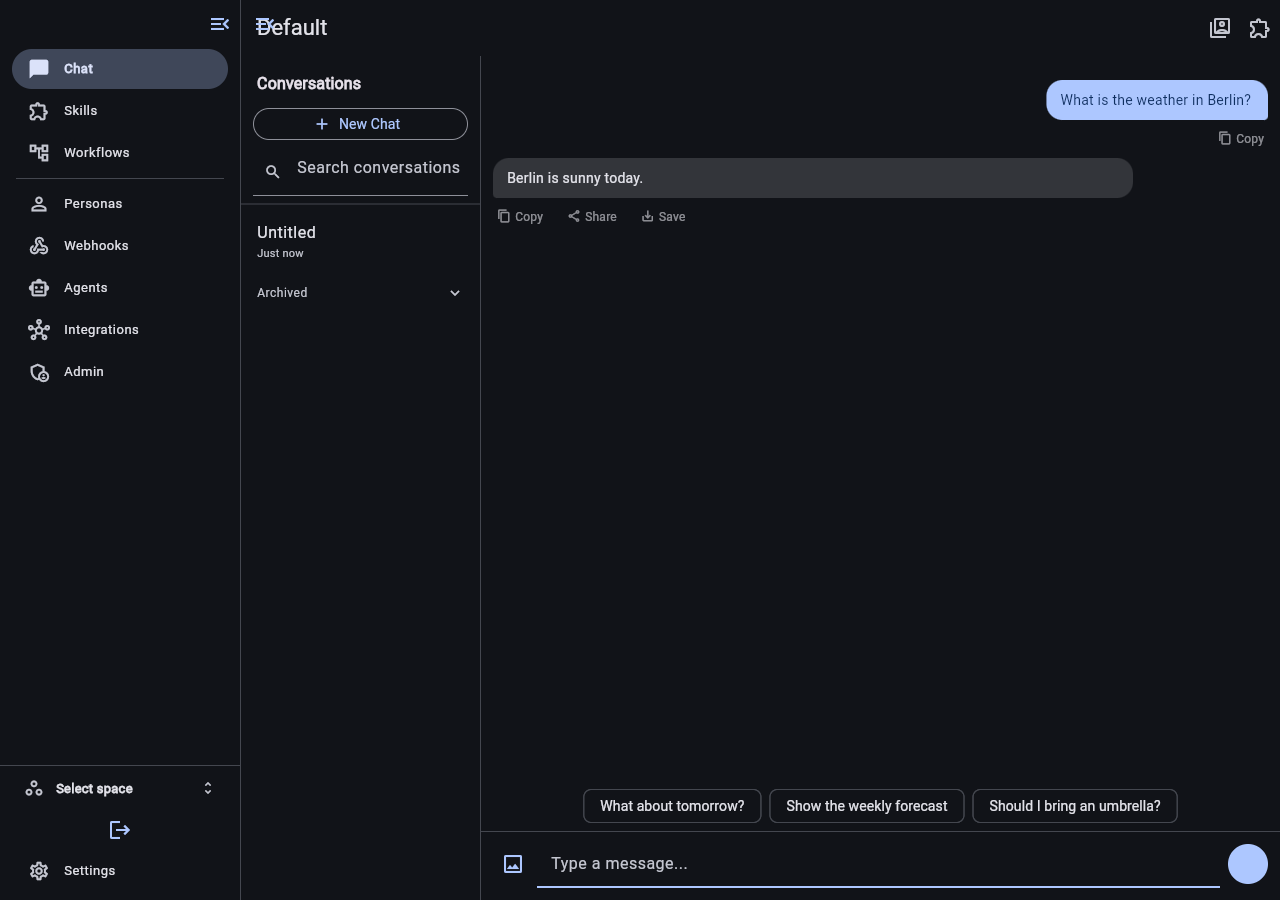 Default
Chat
Skills
Workflows
Personas
Webhooks
Agents
Integrations
Admin
Select space
Settings
Conversations
New Chat
Search conversations
Untitled
Just now
Archived
What is the weather in Berlin?
Copy
Berlin is sunny today.
Copy Share Save
What about tomorrow? Show the weekly forecast Should I bring an umbrella?
Type a message...